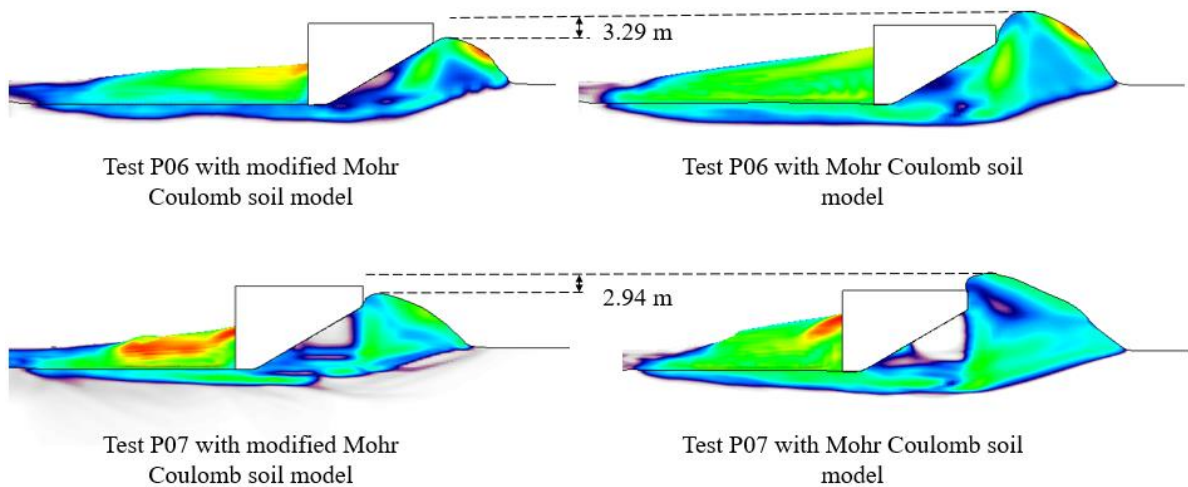 3.29 m
Test P06 with modified Mohr
Coulomb soil model
Test P06 with Mohr Coulomb soil
model
2.94 m
Test P07 with modified Mohr
Coulomb soil model
Test P07 with Mohr Coulomb soil
model